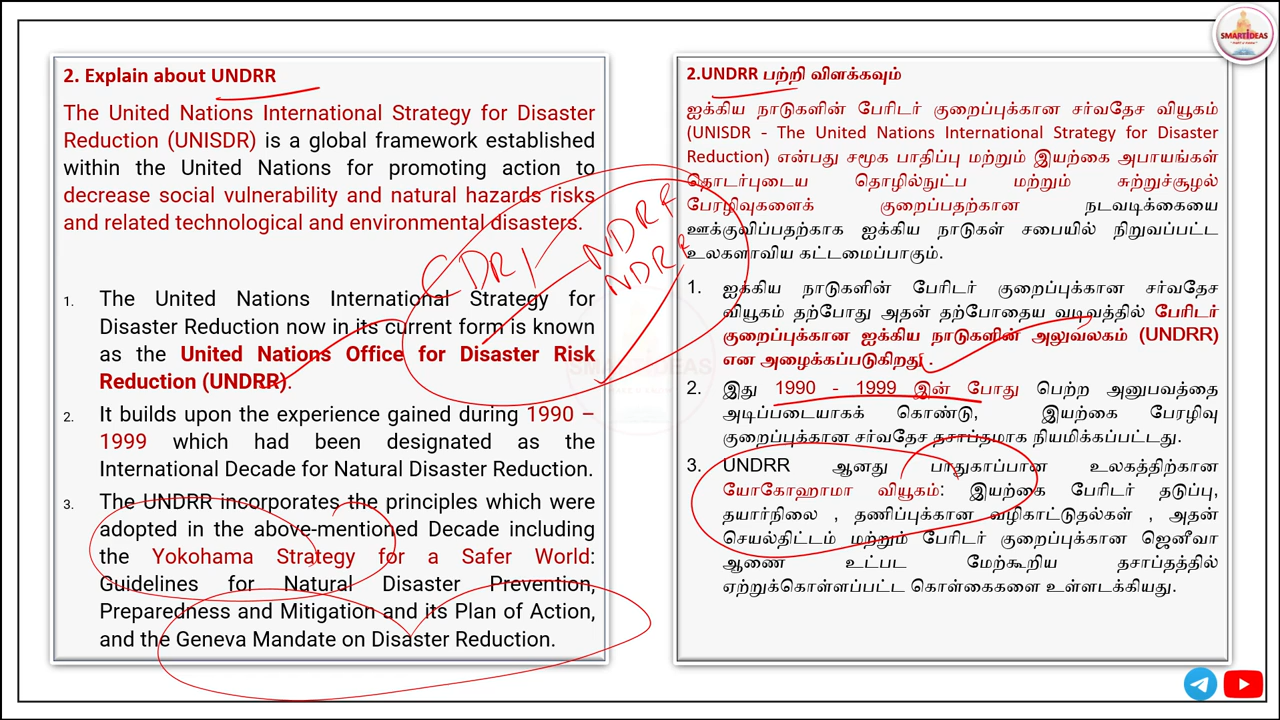 SMARTIDEAS
2. Explain about UNDRR
The United Nations International Strategy for Disaster
Reduction (UNISDR) is a global framework established
within the United Nations for promoting action to
decrease social vulnerability and natural hazards risks
and related technological and environmental disasters.
1. The United Nations International Strategy for
Disaster Reduction now in its current form is known
as the United Nations Office for Disaster Risk
Reduction (UNDRR).
2. It builds upon the experience gained during 1990 –
1999 which had been designated as the
International Decade for Natural Disaster Reduction.
3. The UNDRR incorporates the principles which were
adopted in the above-mentioned Decade including
the Yokohama Strategy for a Safer World:
Guidelines for Natural Disaster Prevention,
Preparedness and Mitigation and its Plan of Action,
and the Geneva Mandate on Disaster Reduction.
CDRI
NDRF
NDRR
SMARTIDEAS
2.UNDRR பற்றி விளக்கவும்
ஐக்கிய நாடுகளின் பேரிடர் குறைப்புக்கான சர்வதேச வியூகம்
(UNISDR - The United Nations International Strategy for Disaster
Reduction) என்பது சமூக பாதிப்பு மற்றும் இயற்கை அபாயங்கள்
தொடர்புடைய தொழில்நுட்ப மற்றும் சுற்றுச்சூழல்
பேரழிவுகளைக் குறைப்பதற்கான நடவடிக்கையை
ஊக்குவிப்பதற்காக ஐக்கிய நாடுகள் சபையில் நிறுவப்பட்ட
உலகளாவிய கட்டமைப்பாகும்.
1. ஐக்கிய நாடுகளின் பேரிடர் குறைப்புக்கான சர்வதேச
வியூகம் தற்போது அதன் தற்போதைய வடிவத்தில் பேரிடர்
குறைப்புக்கான ஐக்கிய நாடுகளின் அலுவலகம் (UNDRR)
என அழைக்கப்படுகிறது .
2. இது 1990 - 1999 இன் போது பெற்ற அனுபவத்தை
அடிப்படையாகக் கொண்டு, இயற்கை பேரழிவு
குறைப்புக்கான சர்வதேச தசாப்தமாக நியமிக்கப்பட்டது.
3. UNDRR ஆனது பாதுகாப்பான உலகத்திற்கான
யோகோஹாமா வியூகம்: இயற்கை பேரிடர் தடுப்பு,
தயார்நிலை , தணிப்புக்கான வழிகாட்டுதல்கள் , அதன்
செயல்திட்டம் மற்றும் பேரிடர் குறைப்புக்கான ஜெனீவா
ஆணை உட்பட மேற்கூறிய தசாப்தத்தில்
ஏற்றுக்கொள்ளப்பட்ட கொள்கைகளை உள்ளடக்கியது.